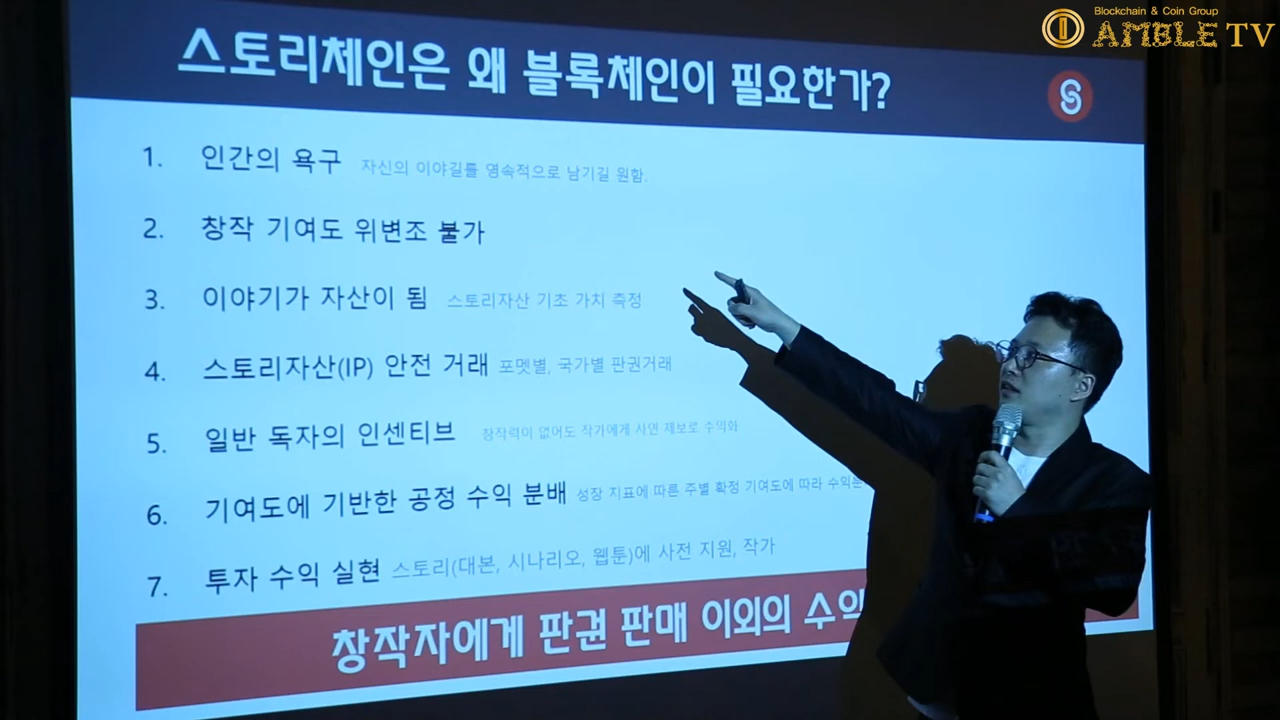 Blockchain & Coin Group
AMBLE TV
스토리체인은 왜 블록체인이 필요한가?
1. 인간의 욕구 자신의 이야길를 영속적으로 남기길 원함.
2. 창작 기여도 위변조 불가
3. 이야기가 자산이 됨 스토리자산 기초 가치 측정
4. 스토리자산(IP) 안전 거래 포멧별, 국가별 판권거래
5. 일반 독자의 인센티브 창작력이 없어도 작가에게 사연 제보로 수익화
6. 기여도에 기반한 공정 수익 분배 성장 지표에 따른 주별 확정 기여도에 따라
7. 투자 수익 실현 스토리(대본, 시나리오, 웹툰)에 사전 지원, 작가
창작자에게 판권 판매 이외의